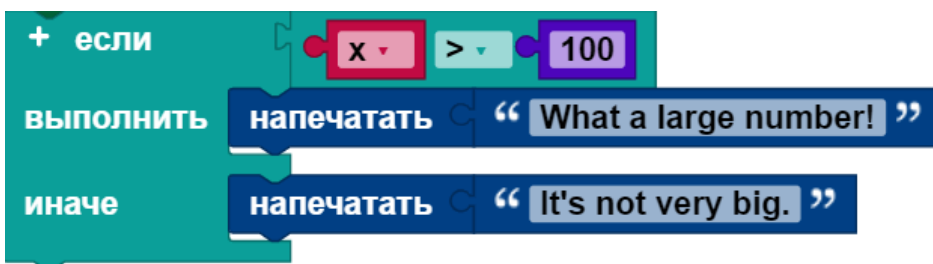 + если x > 100
выполнить напечатать “ What a large number! ”
иначе напечатать “ It's not very big. ”